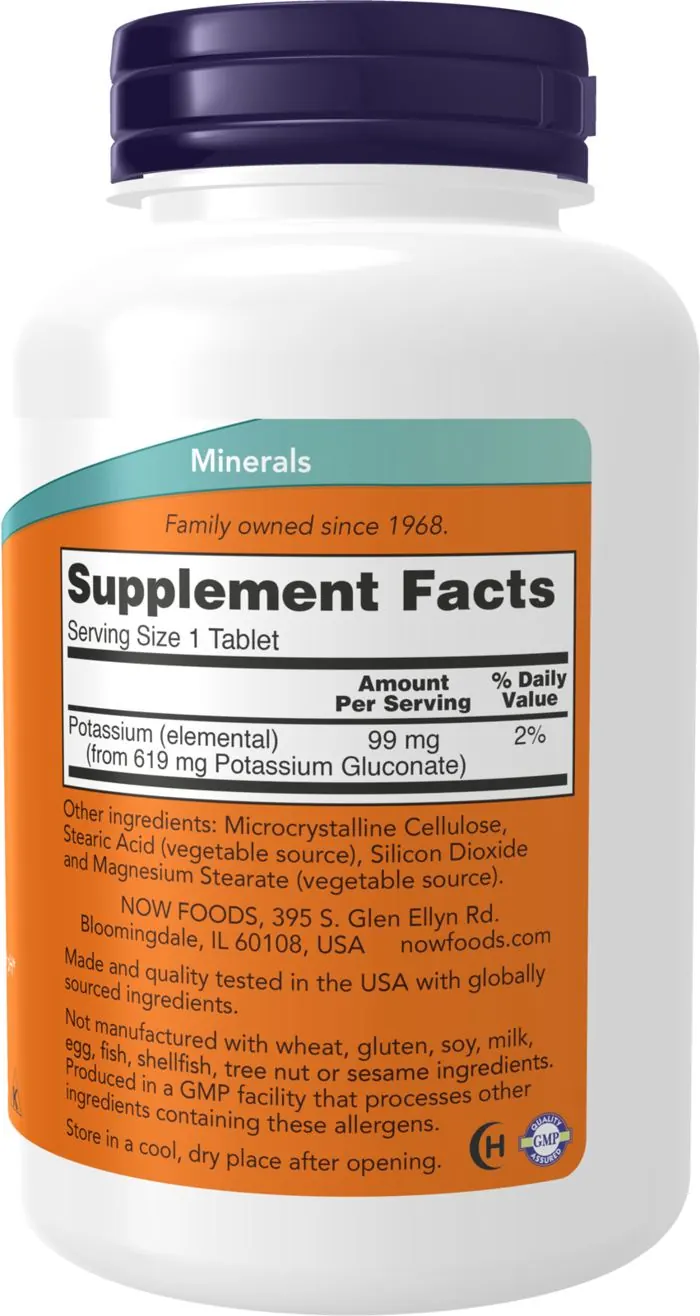 Minerals
Family owned since 1968.
Supplement Facts
Serving Size 1 Tablet
Amount Per Serving
% Daily Value
Potassium (elemental) 99 mg 2%
(from 619 mg Potassium Gluconate)
Other ingredients: Microcrystalline Cellulose,
Stearic Acid (vegetable source), Silicon Dioxide
and Magnesium Stearate (vegetable source).
NOW FOODS, 395 S. Glen Ellyn Rd.
Bloomingdale, IL 60108, USA nowfoods.com
Made and quality tested in the USA with globally
sourced ingredients.
Not manufactured with wheat, gluten, soy, milk,
egg, fish, shellfish, tree nut or sesame ingredients.
Produced in a GMP facility that processes other
ingredients containing these allergens.
Store in a cool, dry place after opening.
H
QUALITY
GMP
ASSURED
K